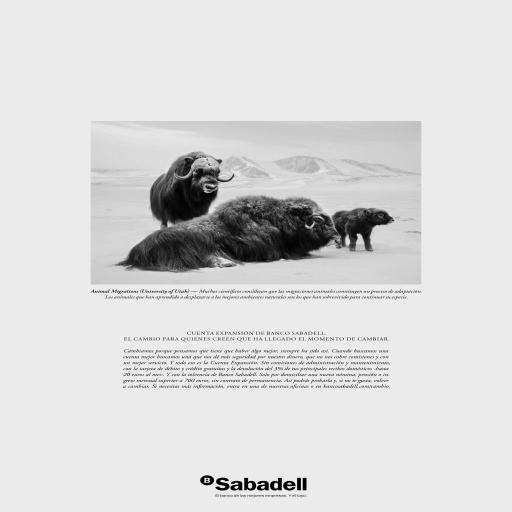 Animal Migrations (University of Utah) — Muchos científicos consideran que las migraciones animales constituyen un proceso de adaptación.
Los animales que han aprendido a desplazarse a los mejores ambientes naturales son los que han sobrevivido para continuar su especie.
CUENTA EXPANSIÓN DE BANCO SABADELL.
EL CAMBIO PARA QUIENES CREEN QUE HA LLEGADO EL MOMENTO DE CAMBIAR.
Cambiamos porque pensamos que tiene que haber algo mejor, siempre ha sido así. Cuando buscamos una
cuenta mejor buscamos una que nos dé más seguridad por nuestro dinero, que no nos cobre comisiones y con
un mejor servicio. Y todo eso es la Cuenta Expansión. Sin comisiones de administración y mantenimiento,
con la tarjeta de débito y crédito gratuitas y la devolución del 3% de tus principales recibos domésticos -hasta
20 euros al mes-. Y con la solvencia de Banco Sabadell. Solo por domiciliar una nueva nómina, pensión o in-
greso mensual superior a 700 euros, sin contrato de permanencia. Así podrás probarla y, si no te gusta, volver
a cambiar. Si necesitas más información, entra en una de nuestras oficinas o en bancsabadell.com/cambio.
B Sabadell
El banco de las mejores empresas. Y el tuyo.